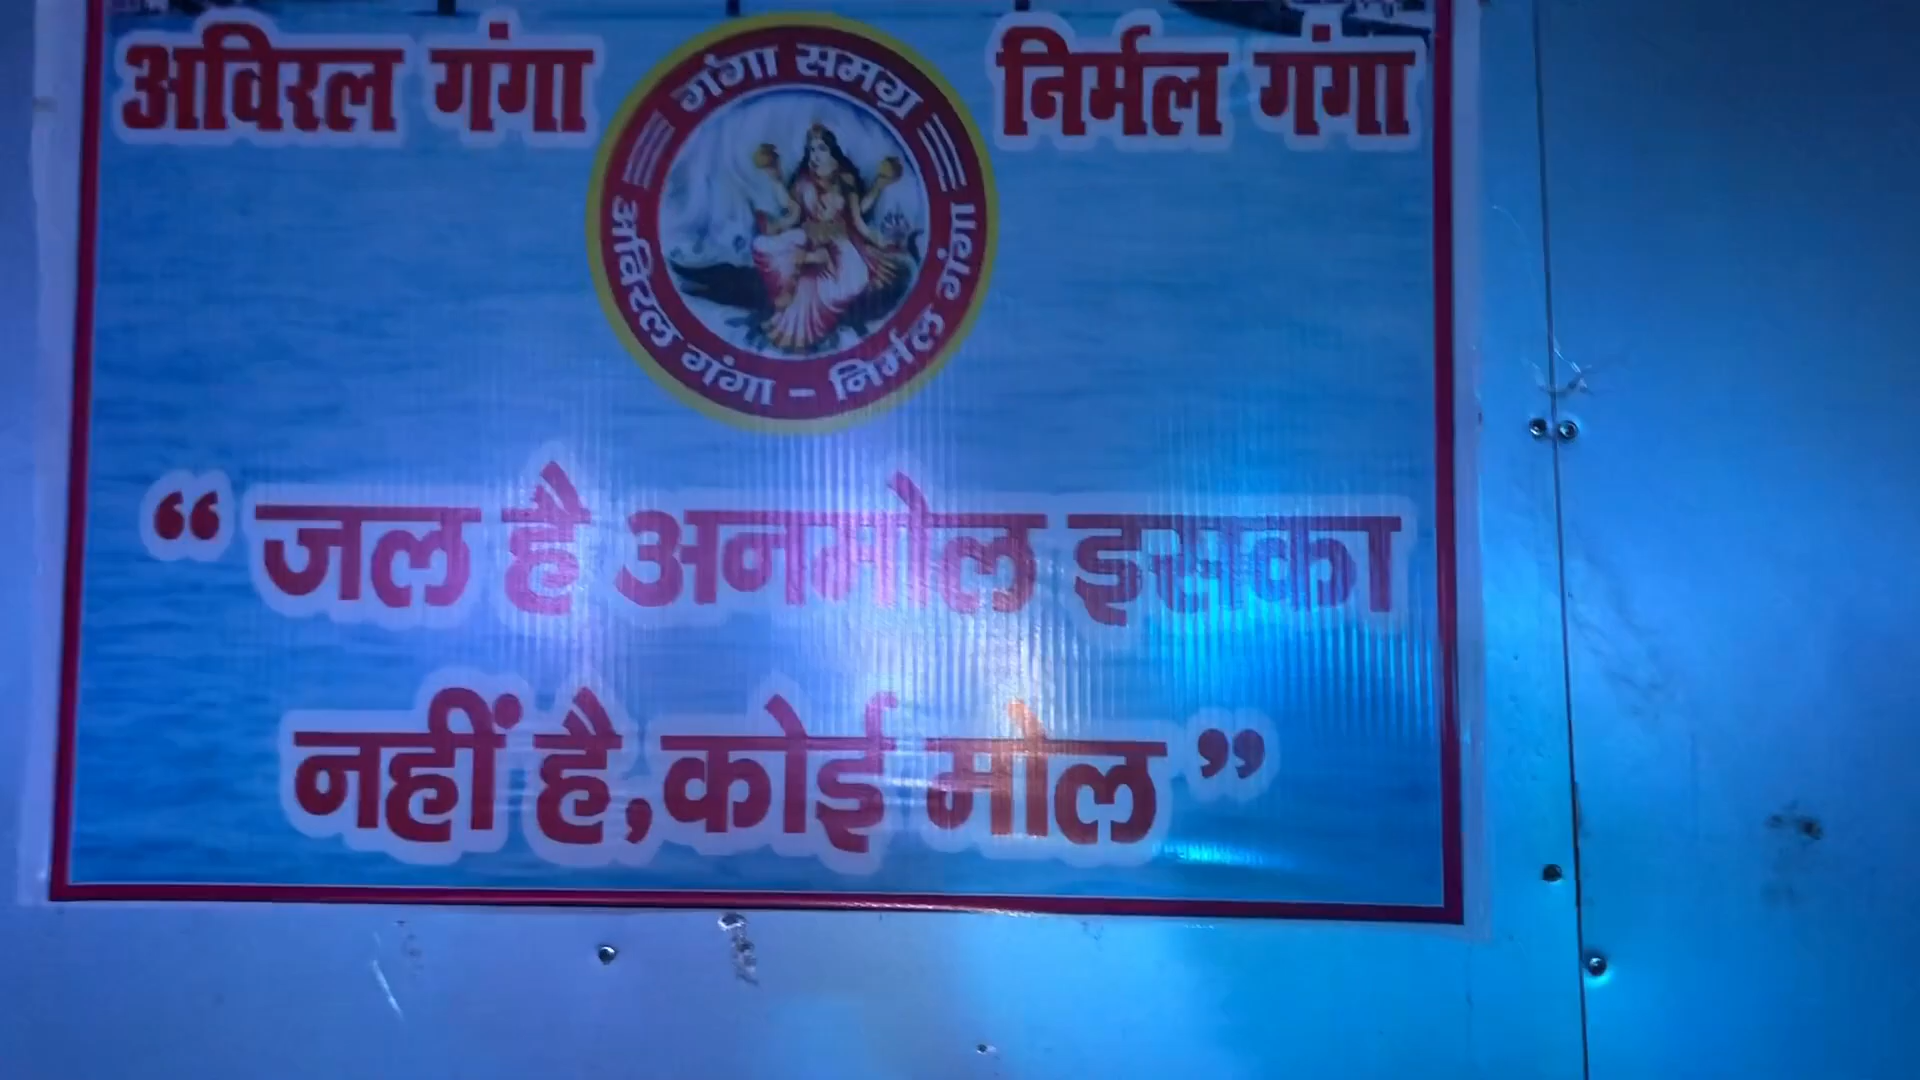 अविरल गंगा
गंगा समग्र
अविरल गंगा - निर्मल गंगा
निर्मल गंगा
“ जल है अनमोल इसका
नहीं है,कोई मोल ”